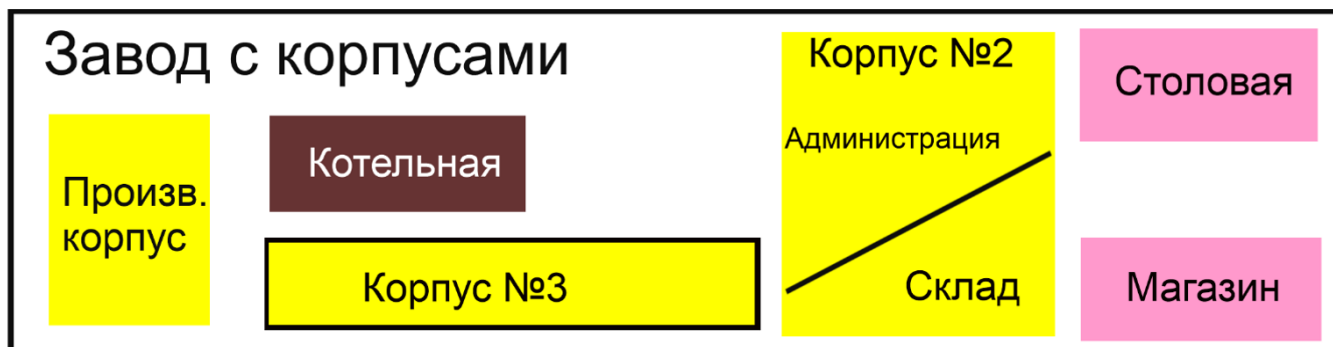 Завод с корпусами
Корпус №2
Столовая
Администрация
Котельная
Произв.
корпус
Корпус №3
Склад
Магазин